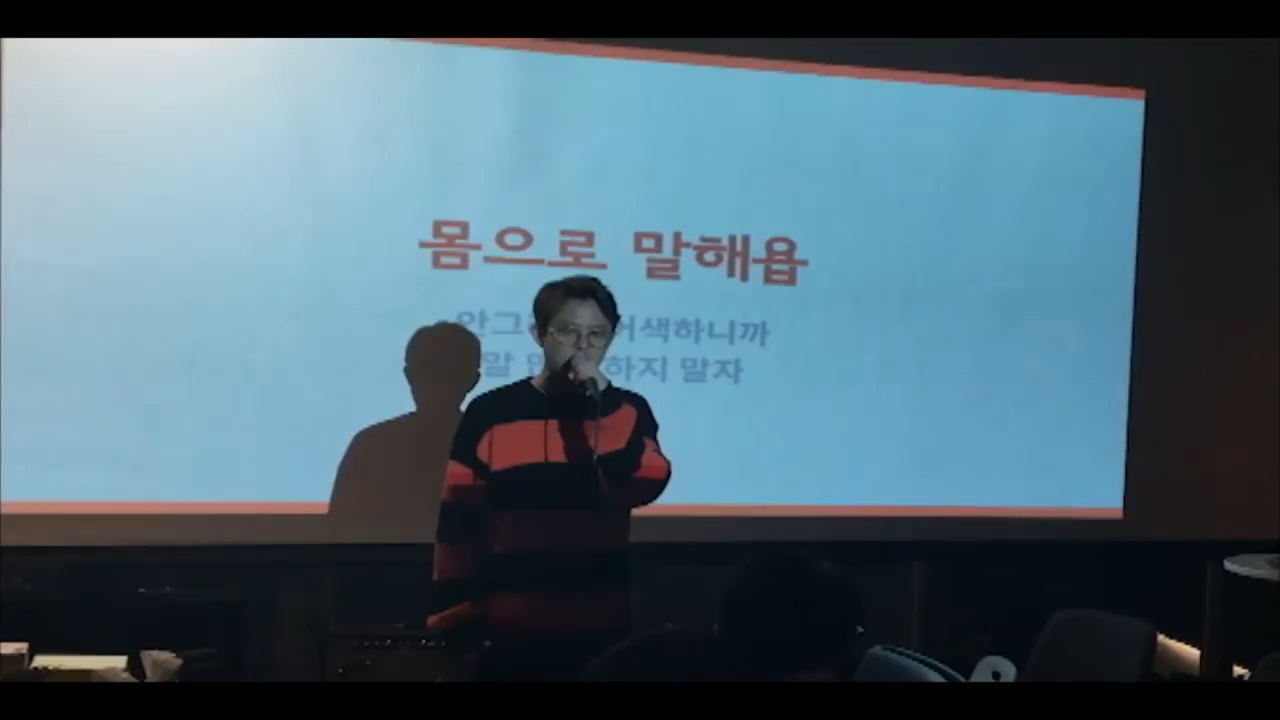 몸으로 말해욥
어색하니까
말 하지 말자